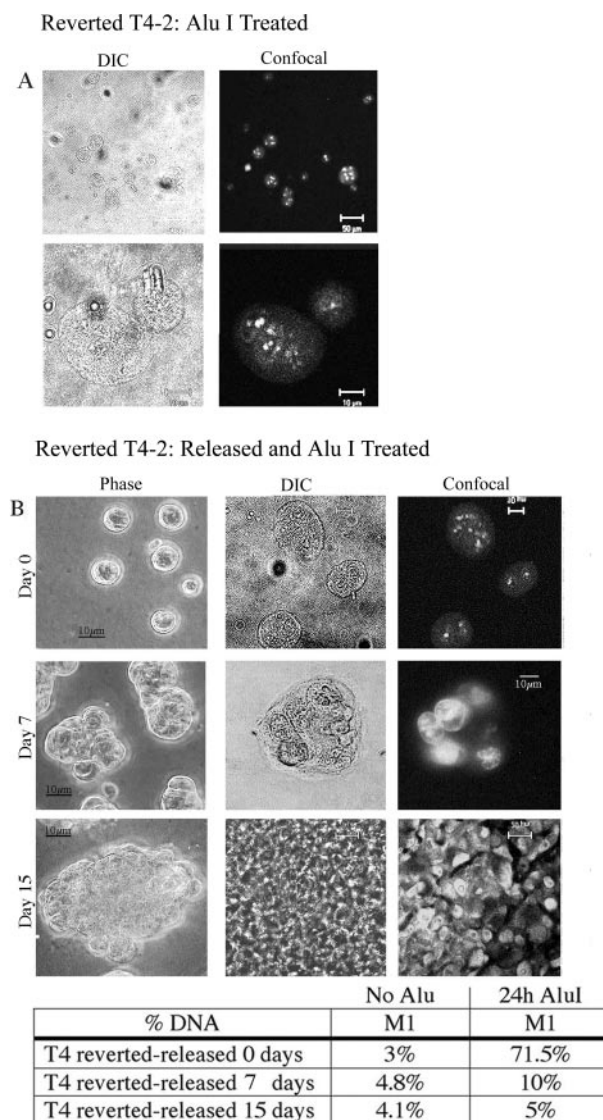 Reverted T4-2: Alu I Treated
DIC Confocal
A
50 µm
10 µm
Reverted T4-2: Released and Alu I Treated
Phase DIC Confocal
B
Day 0
10µm
Day 7
10µm
10µm
Day 15
10µm
No Alu 24h AluI
% DNA M1 M1
T4 reverted-released 0 days 3% 71.5%
T4 reverted-released 7 days 4.8% 10%
T4 reverted-released 15 days 4.1% 5%